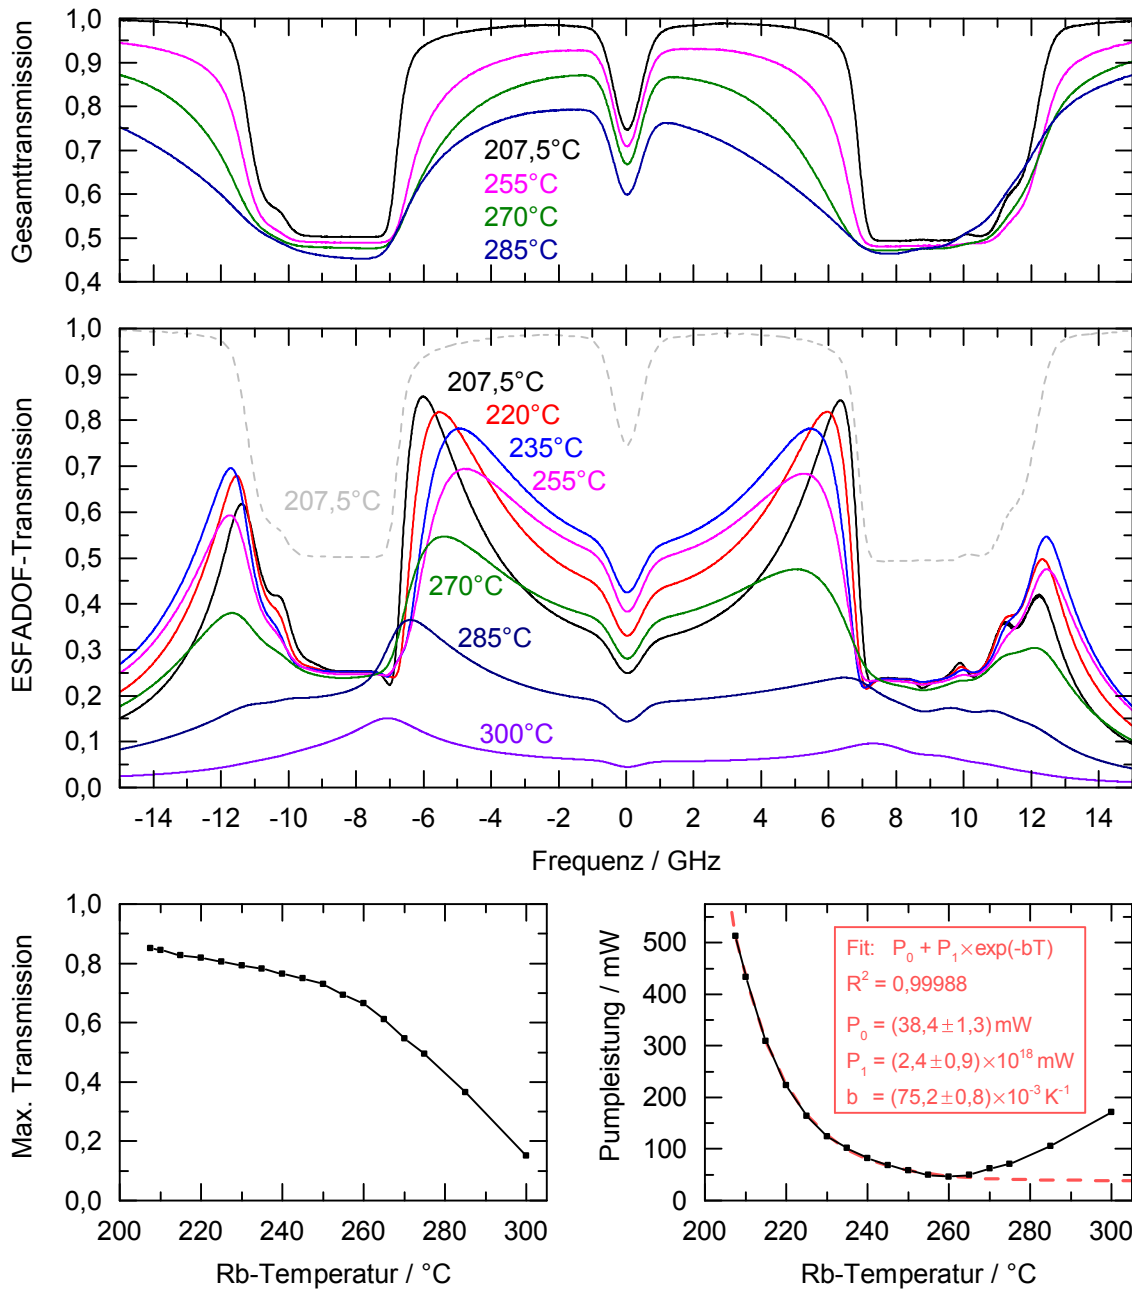 Gesamttransmission
1,0
0,9
0,8
0,7
0,6
0,5
0,4
207,5°C
255°C
270°C
285°C
ESFADOF-Transmission
1,0
0,9
0,8
0,7
0,6
0,5
0,4
0,3
0,2
0,1
0,0
207,5°C
220°C
235°C
255°C
207,5°C
270°C
285°C
300°C
-14 -12 -10 -8 -6 -4 -2 0 2 4 6 8 10 12 14
Frequenz / GHz
Max. Transmission
1,0
0,8
0,6
0,4
0,2
0,0
200 220 240 260 280 300
Rb-Temperatur / °C
Pumpleistung / mW
500
400
300
200
100
0
Fit: P0 + P1×exp(-bT)
R² = 0,99988
P0 = (38,4±1,3) mW
P1 = (2,4±0,9)×10¹⁸ mW
b = (75,2±0,8)×10⁻³ K⁻¹
200 220 240 260 280 300
Rb-Temperatur / °C